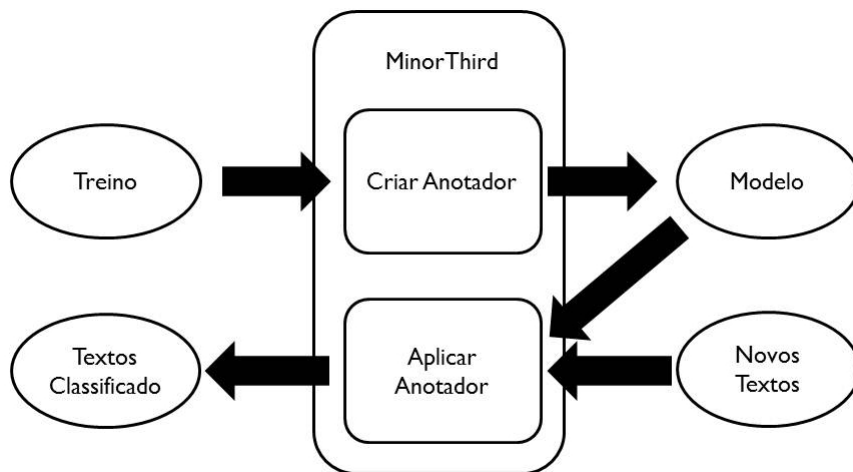 MinorThird
Treino
Criar Anotador
Modelo
Textos
Classificado
Aplicar
Anotador
Novos
Textos